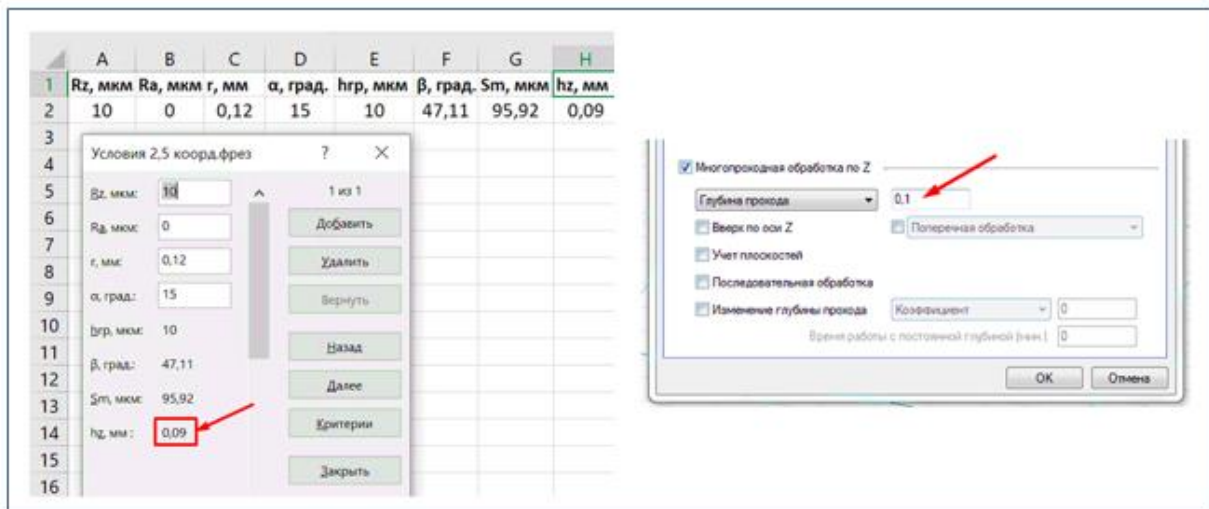 A B C D E F G H
1 Rz, мкм Ra, мкм r, мм α, град. hгр, мкм β, град. Sm, мкм hz, мм
2 10 0 0,12 15 10 47,11 95,92 0,09
3
4
5
6
7
8
9
10
11
12
13
14
15
16
Условия 2,5 коорд.фрез ? ×
Rz, мкм: 10 1 из 1
Добавить
Ra, мкм: 0
r, мм: 0,12 Удалить
α, град.: 15 Вернуть
hгр, мкм: 10
Назад
β, град.: 47,11
Далее
Sm, мкм: 95,92
Критерии
hz, мм : 0,09
Закрыть
Многопроходная обработка по Z
Глубина прохода 0,1
Вверх по оси Z Поперечная обработка
Учет плоскостей
Последовательная обработка
Изменение глубины прохода Коэффициент 0
Время работы с постоянной глубиной (мин.) 0
OK Отмена